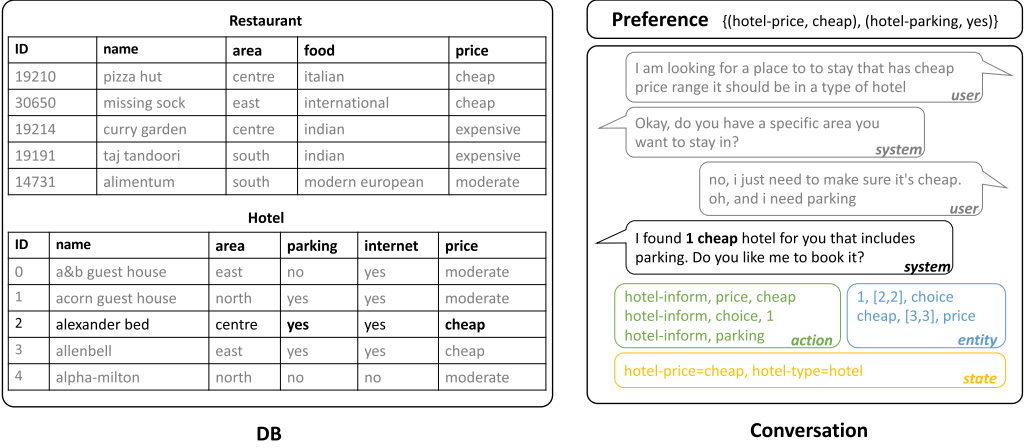 Restaurant
ID name area food price
19210 pizza hut centre italian cheap
30650 missing sock east international cheap
19214 curry garden centre indian expensive
19191 taj tandoori south indian expensive
14731 alimentum south modern european moderate
Hotel
ID name area parking internet price
0 a&b guest house east no yes moderate
1 acorn guest house north yes yes moderate
2 alexander bed centre yes yes cheap
3 allenbell east yes yes cheap
4 alpha-milton north no no moderate
DB
Preference {(hotel-price, cheap), (hotel-parking, yes)}
I am looking for a place to to stay that has cheap
price range it should be in a type of hotel
user
Okay, do you have a specific area you
want to stay in?
system
no, i just need to make sure it's cheap.
oh, and i need parking
user
I found 1 cheap hotel for you that includes
parking. Do you like me to book it?
system
hotel-inform, price, cheap
hotel-inform, choice, 1
hotel-inform, parking
action
1, [2,2], choice
cheap, [3,3], price
entity
hotel-price=cheap, hotel-type=hotel
state
Conversation